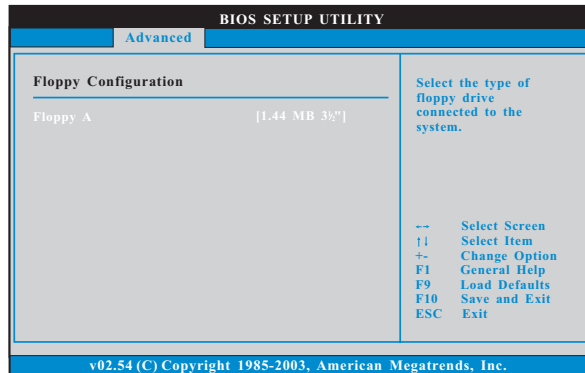 BIOS SETUP UTILITY
Advanced
Floppy Configuration
Floppy A [1.44 MB 3½"]
Select the type of
floppy drive
connected to the
system.
←→ Select Screen
↑↓ Select Item
+- Change Option
F1 General Help
F9 Load Defaults
F10 Save and Exit
ESC Exit
v02.54 (C) Copyright 1985-2003, American Megatrends, Inc.